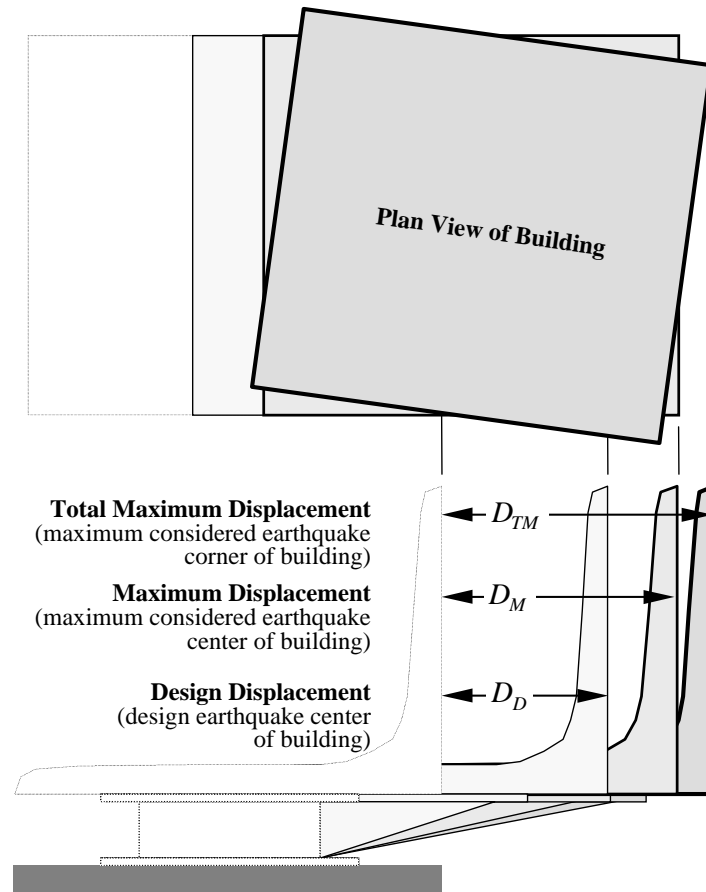 Plan View of Building
Total Maximum Displacement
(maximum considered earthquake
corner of building)
D_TM
Maximum Displacement
(maximum considered earthquake
center of building)
D_M
Design Displacement
(design earthquake center
of building)
D_D